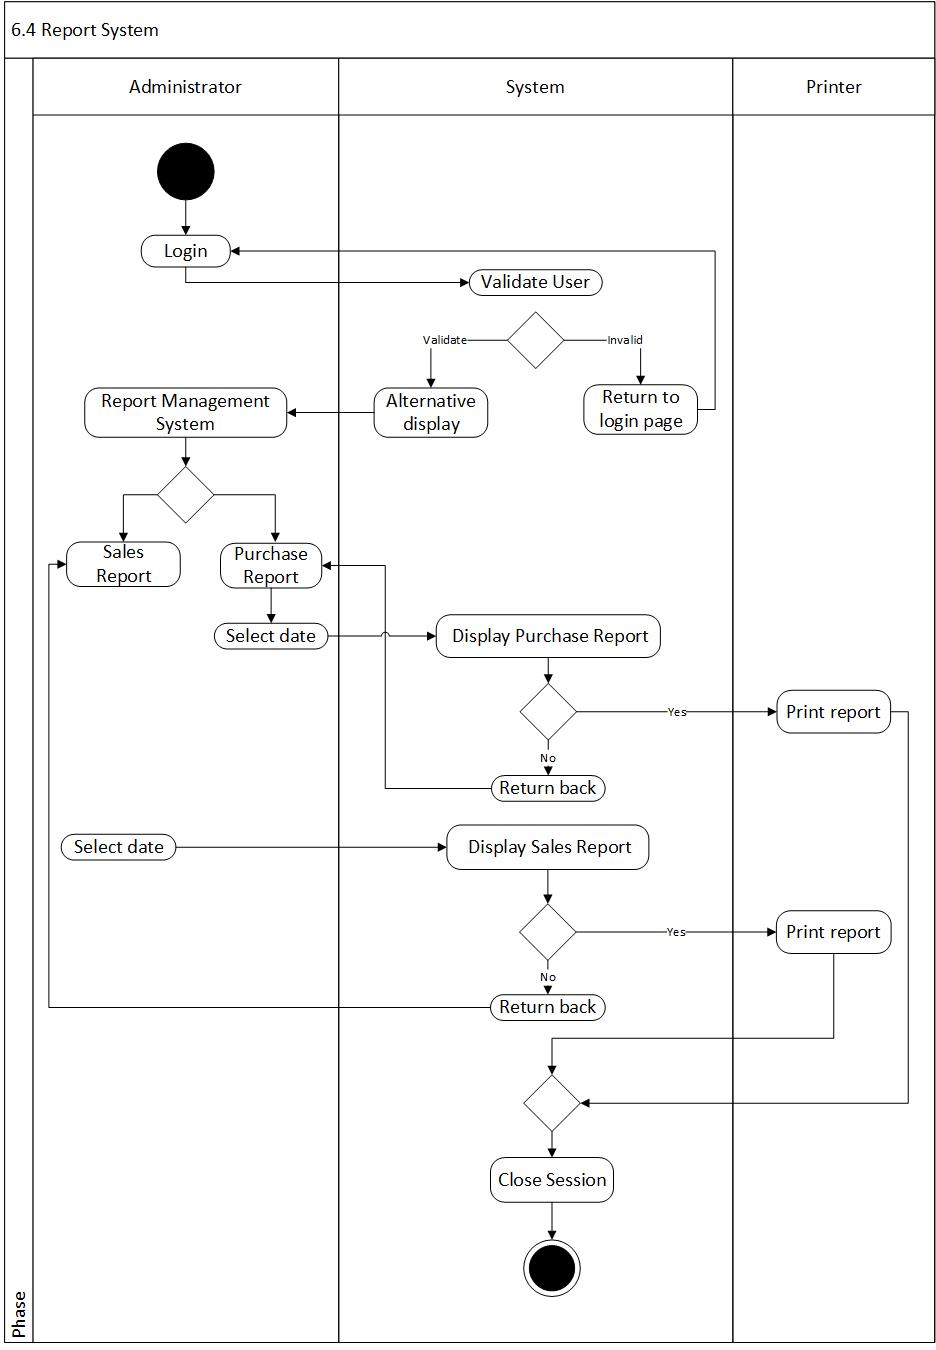 6.4 Report System
Administrator
System
Printer
Login
Validate User
Validate
Invalid
Report Management
System
Alternative
display
Return to
login page
Sales
Report
Purchase
Report
Select date
Display Purchase Report
Yes
Print report
No
Return back
Select date
Display Sales Report
Yes
Print report
No
Return back
Close Session
Phase